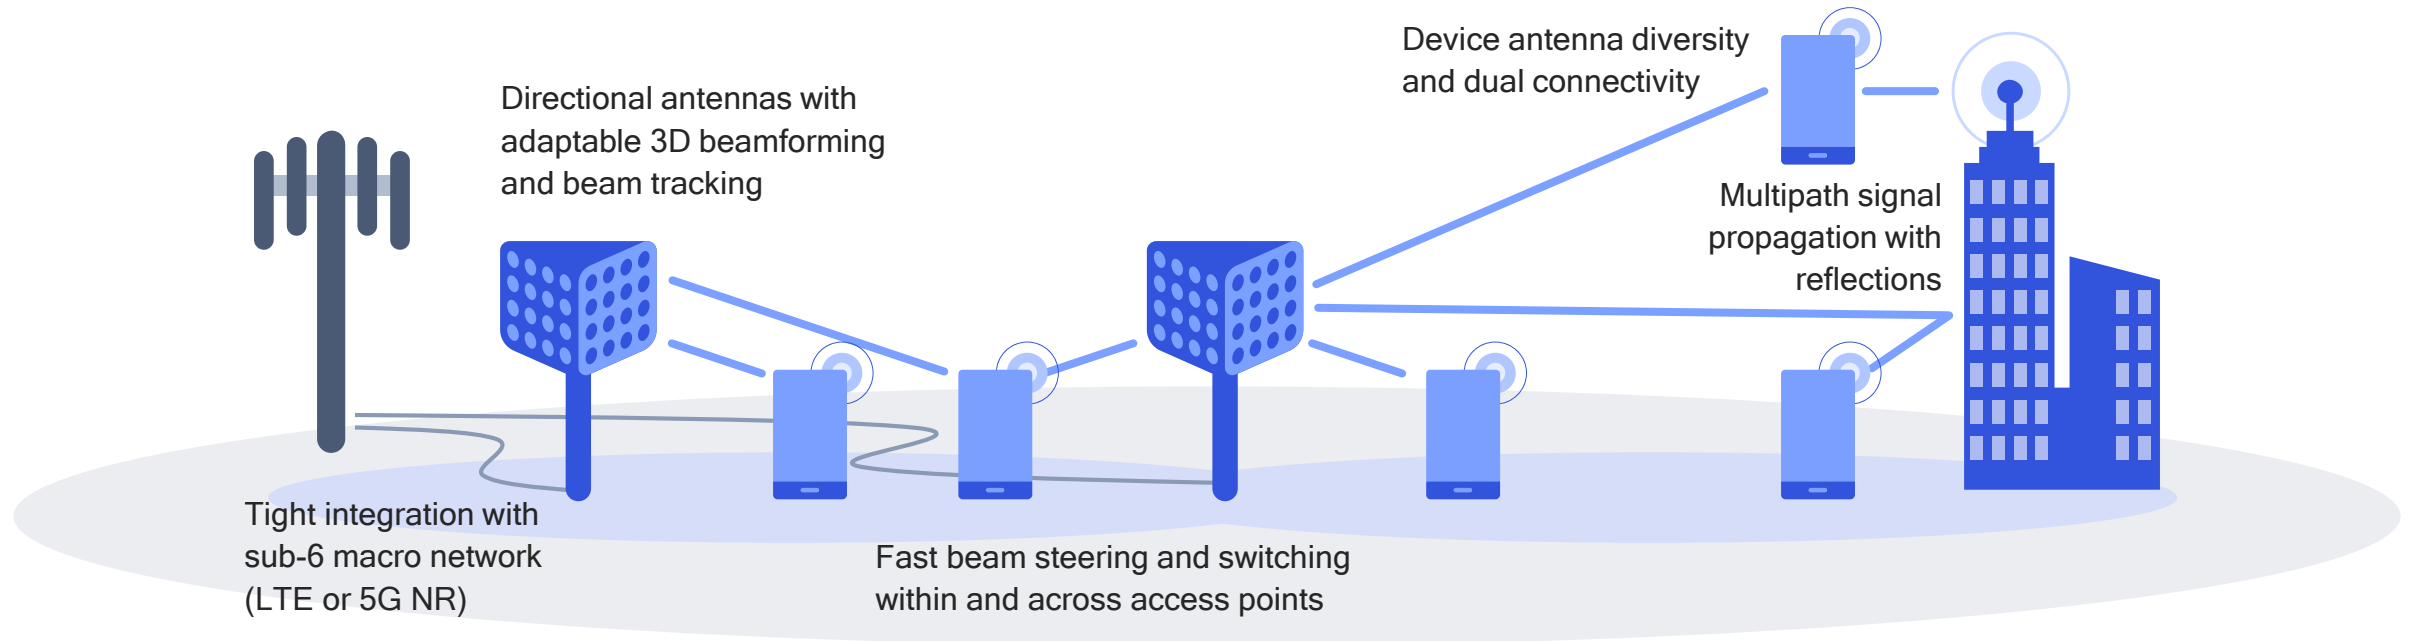 Device antenna diversity
and dual connectivity
Directional antennas with
adaptable 3D beamforming
and beam tracking
Multipath signal
propagation with
reflections
Tight integration with
sub-6 macro network
(LTE or 5G NR)
Fast beam steering and switching
within and across access points